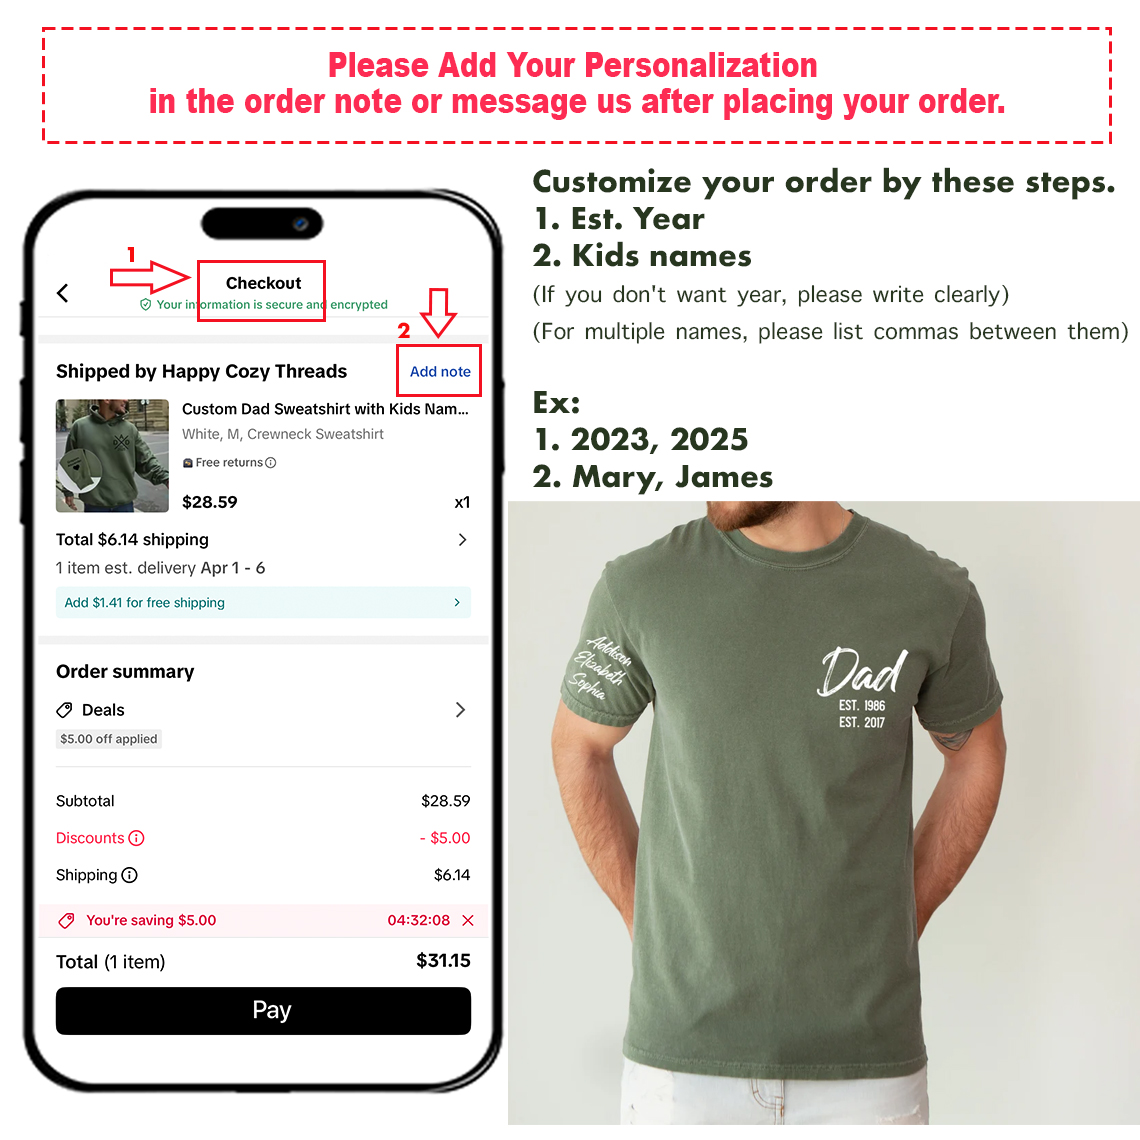 Please Add Your Personalization
in the order note or message us after placing your order.
Customize your order by these steps.
1. Est. Year
2. Kids names
(If you don't want year, please write clearly)
(For multiple names, please list commas between them)
Ex:
1. 2023, 2025
2. Mary, James
1
Checkout
Your information is secure and encrypted
2
Shipped by Happy Cozy Threads
Add note
Custom Dad Sweatshirt with Kids Nam...
White, M, Crewneck Sweatshirt
Free returns
$28.59
x1
Total $6.14 shipping
1 item est. delivery Apr 1 - 6
Add $1.41 for free shipping
Order summary
Deals
$5.00 off applied
Subtotal
$28.59
Discounts
- $5.00
Shipping
$6.14
You're saving $5.00
04:32:08
Total (1 item)
$31.15
Pay
Addison
Elizabeth
Sophia
Dad
EST. 1986
EST. 2017